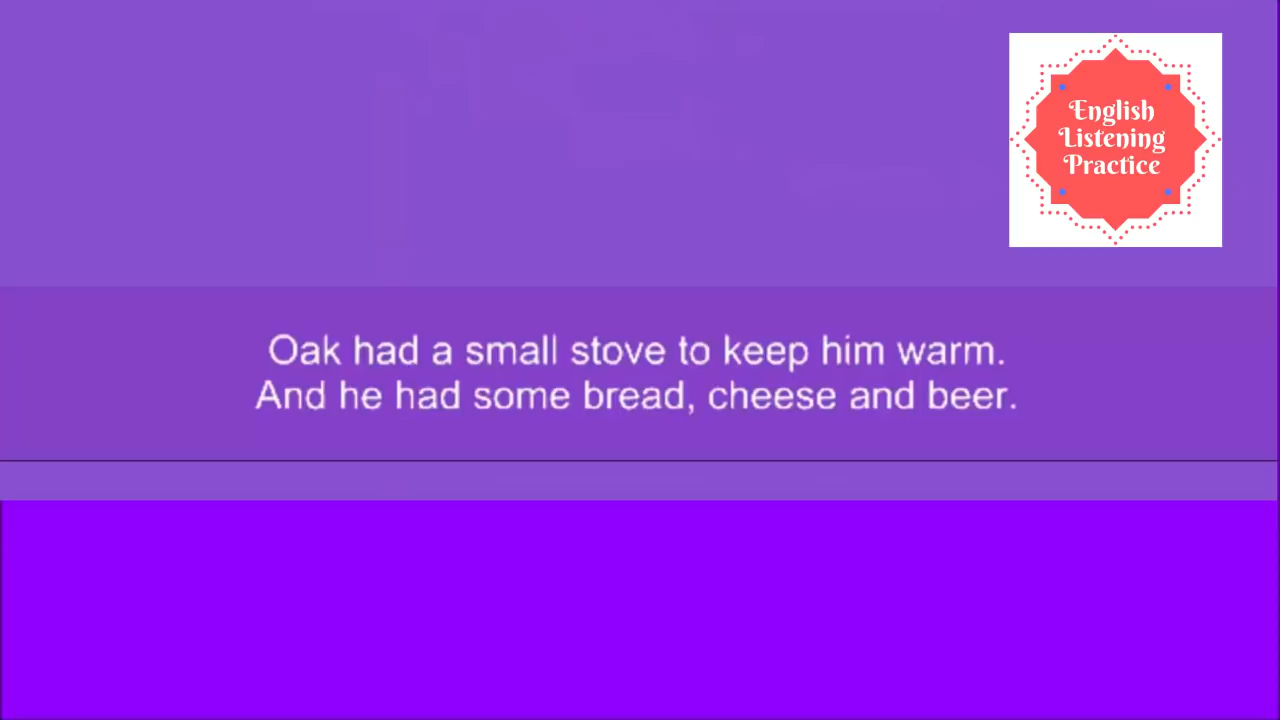 English
Listening
Practice
Oak had a small stove to keep him warm.
And he had some bread, cheese and beer.